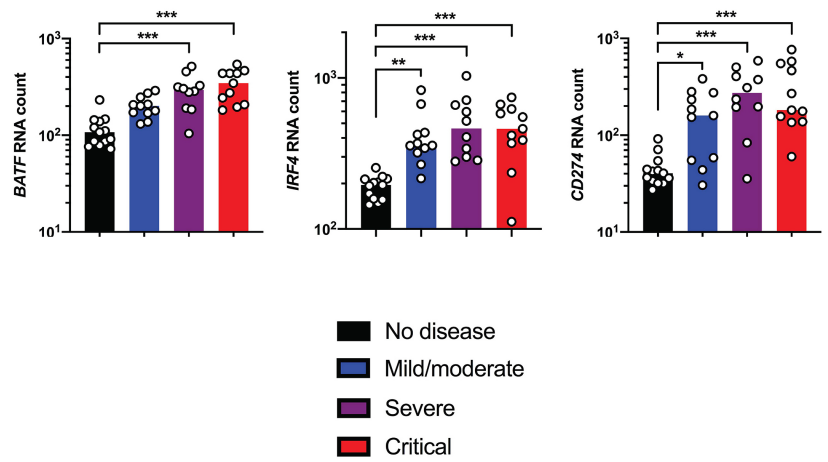 ***
***
10³
10²
10¹
BATF RNA count
***
***
**
10³
10²
IRF4 RNA count
***
***
*
10³
10²
10¹
CD274 RNA count
No disease
Mild/moderate
Severe
Critical